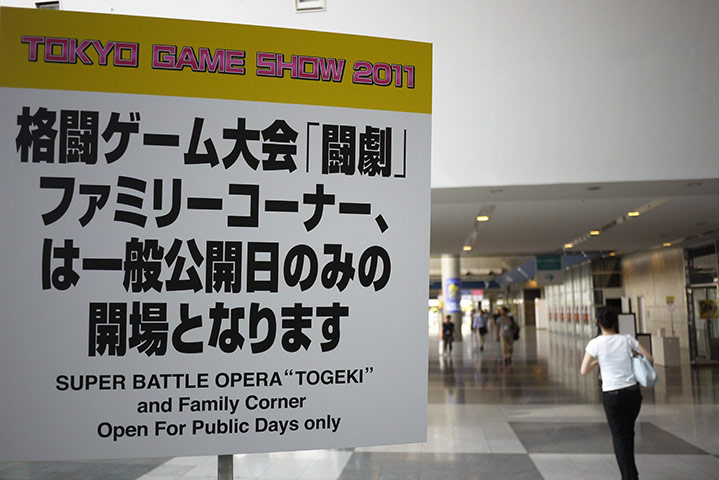 TOKYO GAME SHOW 2011
格闘ゲーム大会「闘劇」
ファミリーコーナー、
は一般公開日のみの
開場となります
SUPER BATTLE OPERA "TOGEKI"
and Family Corner
Open For Public Days only